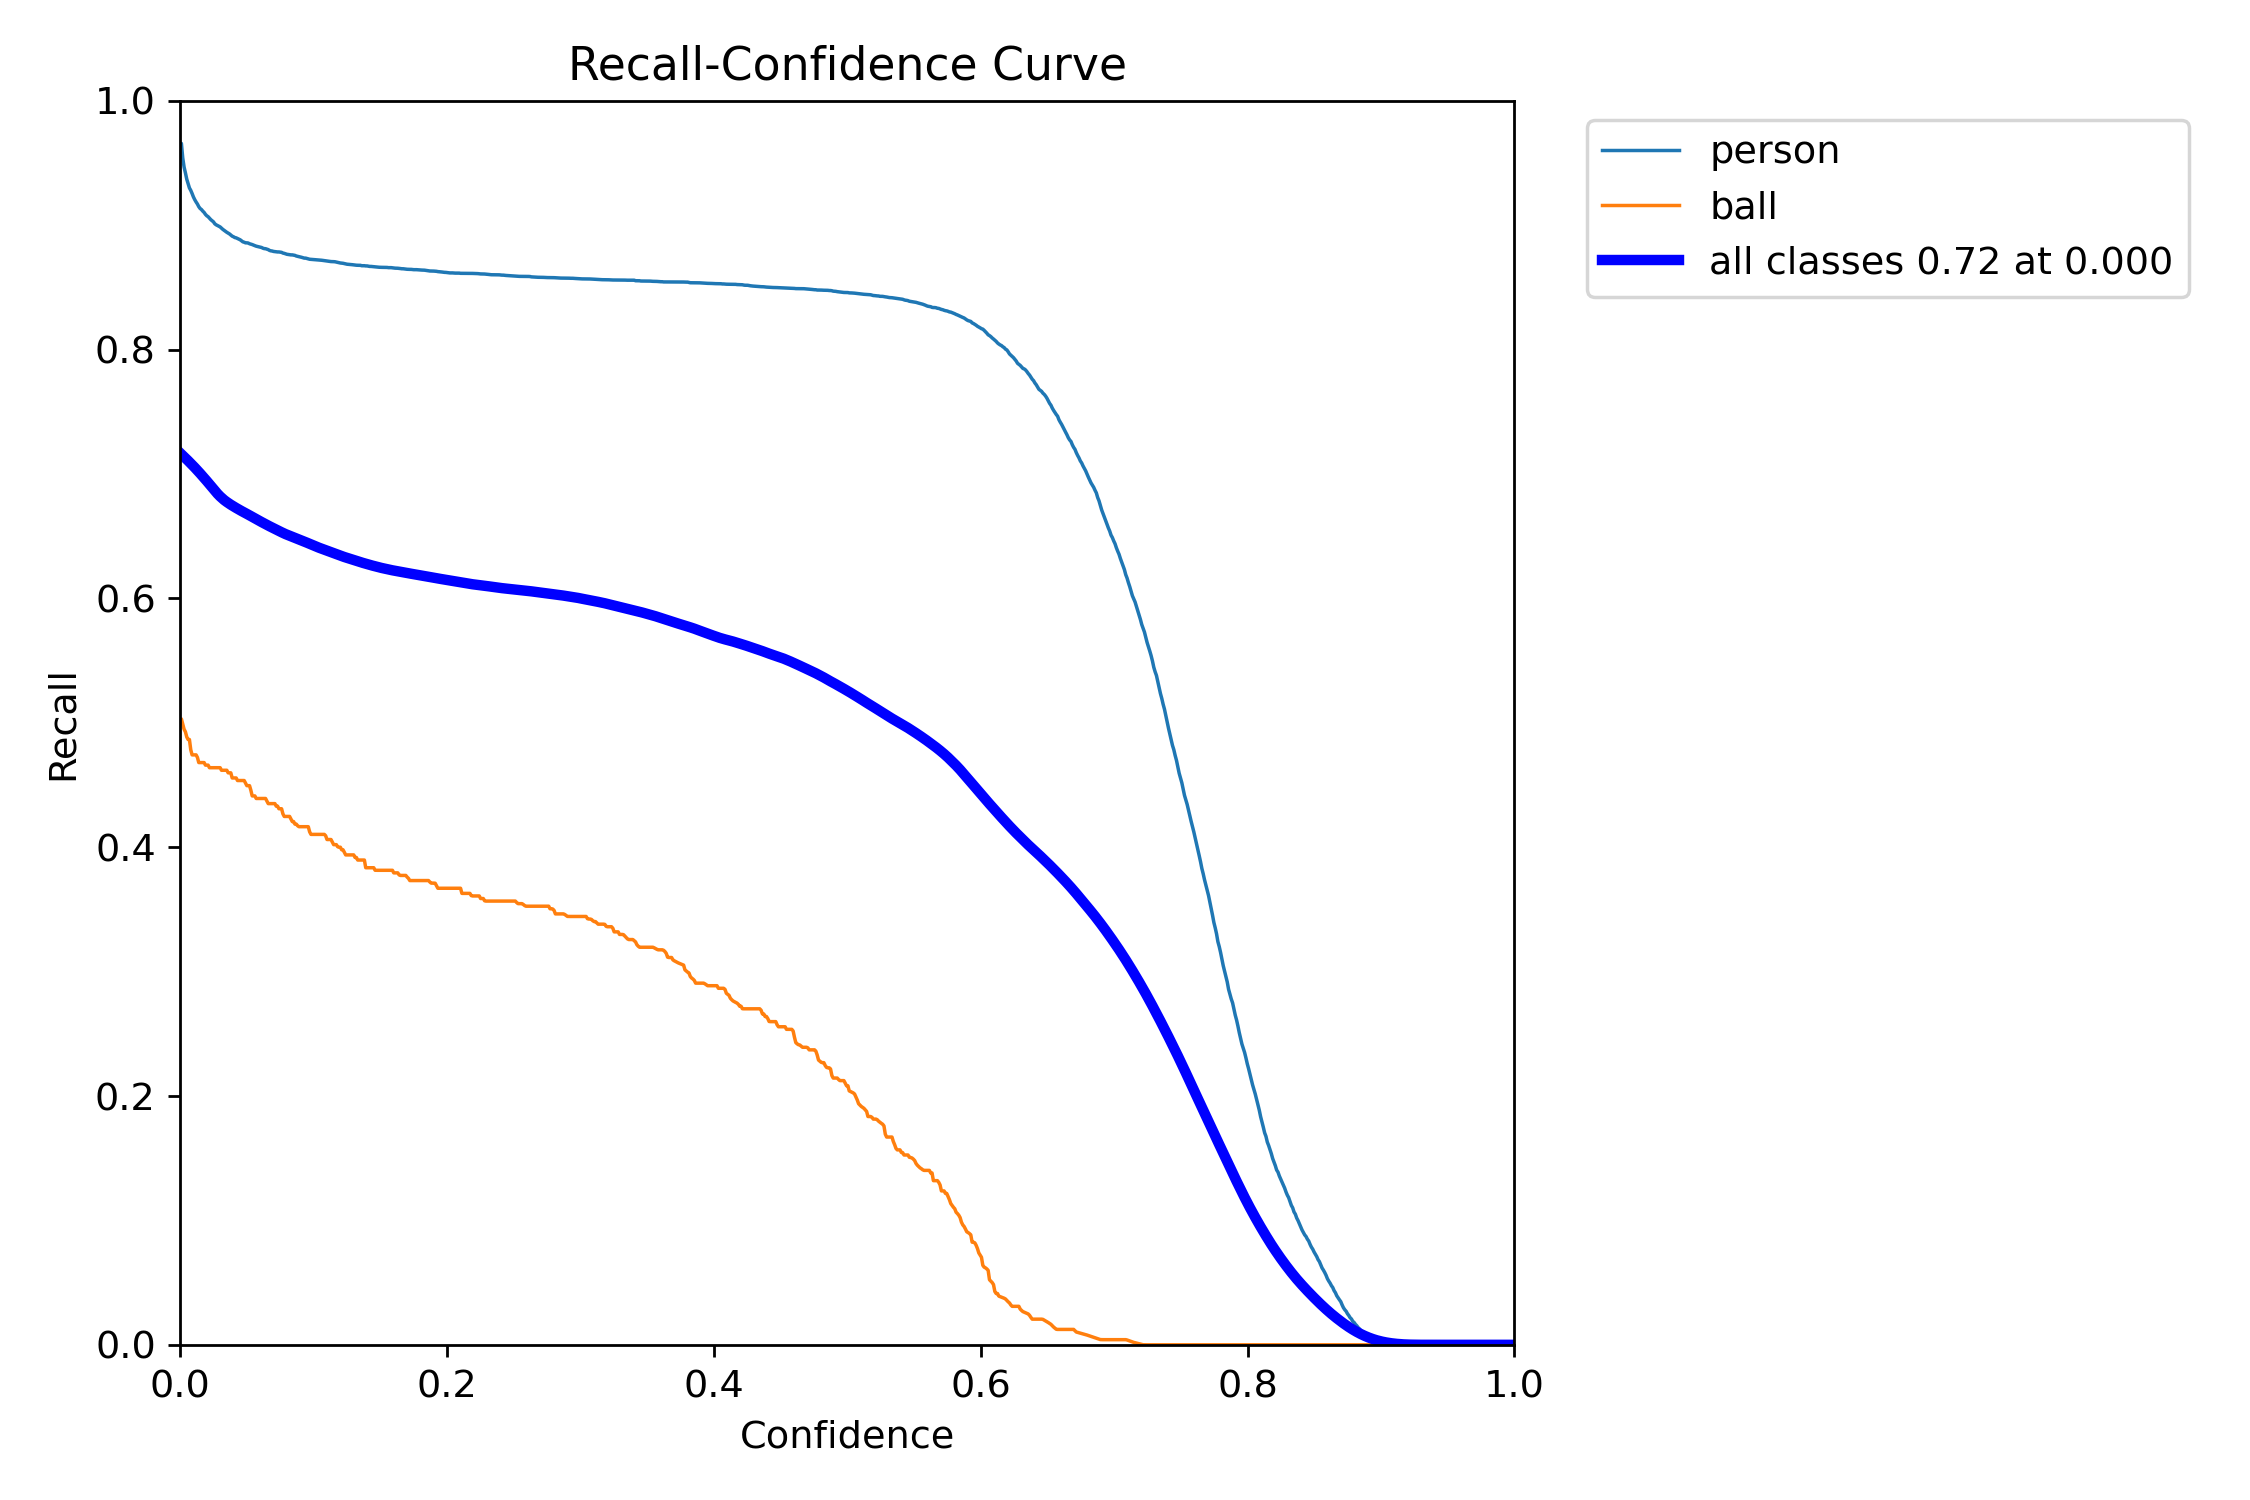 Recall-Confidence Curve
1.0
0.8
0.6
0.4
0.2
0.0
Recall
0.0 0.2 0.4 0.6 0.8 1.0
Confidence
person
ball
all classes 0.72 at 0.000